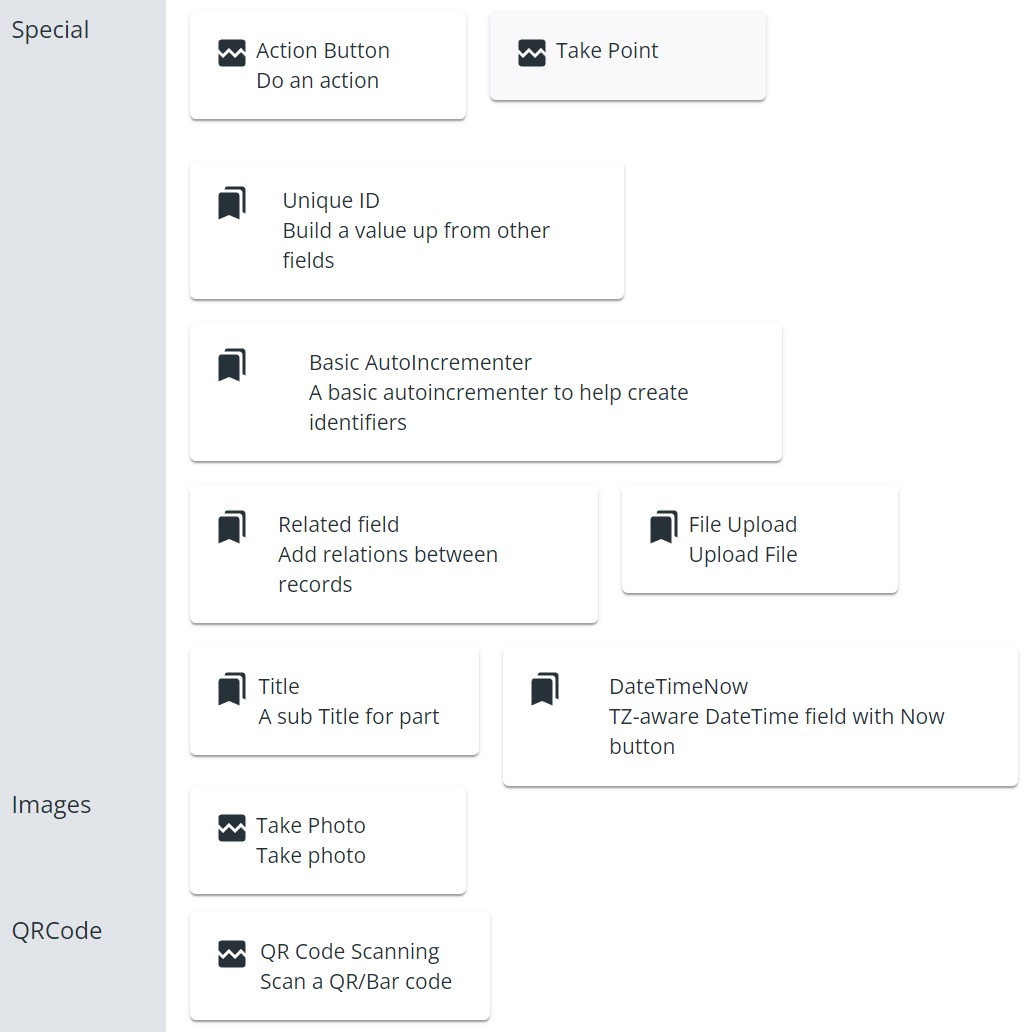 Special
Action Button
Do an action
Take Point
Unique ID
Build a value up from other
fields
Basic AutoIncrementer
A basic autoincrementer to help create
identifiers
Related field
Add relations between
records
File Upload
Upload File
Title
A sub Title for part
DateTimeNow
TZ-aware DateTime field with Now
button
Images
Take Photo
Take photo
QRCode
QR Code Scanning
Scan a QR/Bar code